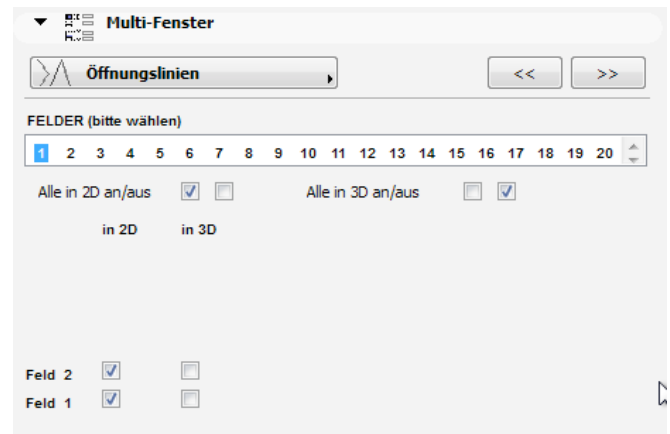 Multi-Fenster
Öffnungslinien << >>
FELDER (bitte wählen)
1 2 3 4 5 6 7 8 9 10 11 12 13 14 15 16 17 18 19 20
Alle in 2D an/aus Alle in 3D an/aus
in 2D in 3D
Feld 2
Feld 1